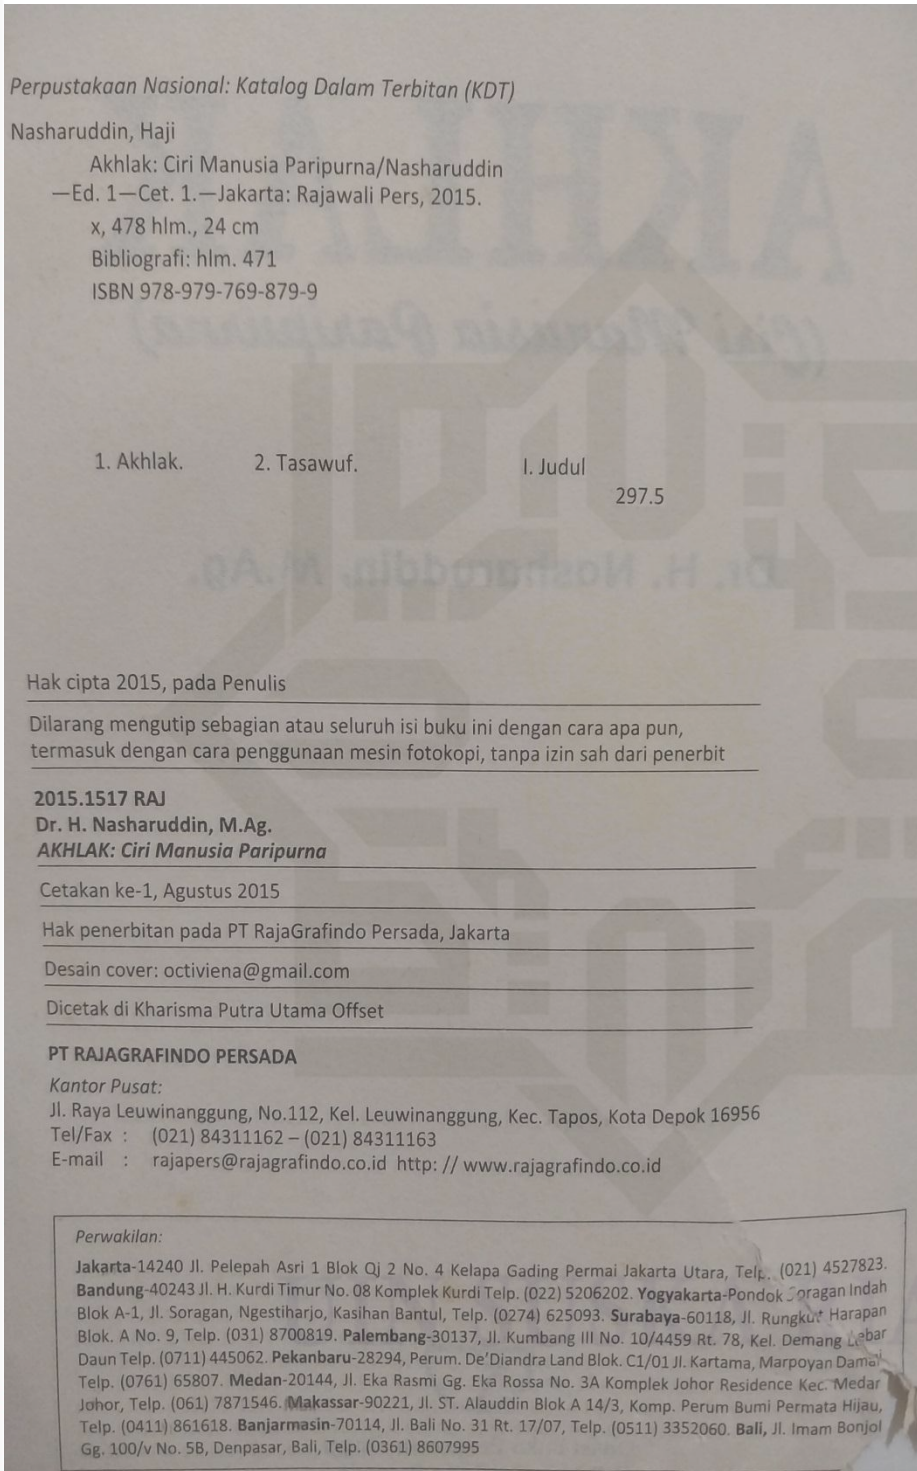 Perpustakaan Nasional: Katalog Dalam Terbitan (KDT)
Nasharuddin, Haji
Akhlak: Ciri Manusia Paripurna/Nasharuddin
—Ed. 1—Cet. 1.—Jakarta: Rajawali Pers, 2015.
x, 478 hlm., 24 cm
Bibliografi: hlm. 471
ISBN 978-979-769-879-9
1. Akhlak. 2. Tasawuf. I. Judul
297.5
Hak cipta 2015, pada Penulis
Dilarang mengutip sebagian atau seluruh isi buku ini dengan cara apa pun,
termasuk dengan cara penggunaan mesin fotokopi, tanpa izin sah dari penerbit
2015.1517 RAJ
Dr. H. Nasharuddin, M.Ag.
AKHLAK: Ciri Manusia Paripurna
Cetakan ke-1, Agustus 2015
Hak penerbitan pada PT RajaGrafindo Persada, Jakarta
Desain cover: octiviena@gmail.com
Dicetak di Kharisma Putra Utama Offset
PT RAJAGRAFINDO PERSADA
Kantor Pusat:
Jl. Raya Leuwinanggung, No.112, Kel. Leuwinanggung, Kec. Tapos, Kota Depok 16956
Tel/Fax : (021) 84311162 – (021) 84311163
E-mail : rajapers@rajagrafindo.co.id http: // www.rajagrafindo.co.id
Perwakilan:
Jakarta-14240 Jl. Pelepah Asri 1 Blok Qj 2 No. 4 Kelapa Gading Permai Jakarta Utara, Telp. (021) 4527823.
Bandung-40243 Jl. H. Kurdi Timur No. 08 Komplek Kurdi Telp. (022) 5206202. Yogyakarta-Pondok Soragan Indah
Blok A-1, Jl. Soragan, Ngestiharjo, Kasihan Bantul, Telp. (0274) 625093. Surabaya-60118, Jl. Rungkut Harapan
Blok. A No. 9, Telp. (031) 8700819. Palembang-30137, Jl. Kumbang III No. 10/4459 Rt. 78, Kel. Demang Lebar
Daun Telp. (0711) 445062. Pekanbaru-28294, Perum. De'Diandra Land Blok. C1/01 Jl. Kartama, Marpoyan Damai
Telp. (0761) 65807. Medan-20144, Jl. Eka Rasmi Gg. Eka Rossa No. 3A Komplek Johor Residence Kec. Medan
Johor, Telp. (061) 7871546. Makassar-90221, Jl. ST. Alauddin Blok A 14/3, Komp. Perum Bumi Permata Hijau,
Telp. (0411) 861618. Banjarmasin-70114, Jl. Bali No. 31 Rt. 17/07, Telp. (0511) 3352060. Bali, Jl. Imam Bonjol
Gg. 100/v No. 5B, Denpasar, Bali, Telp. (0361) 8607995